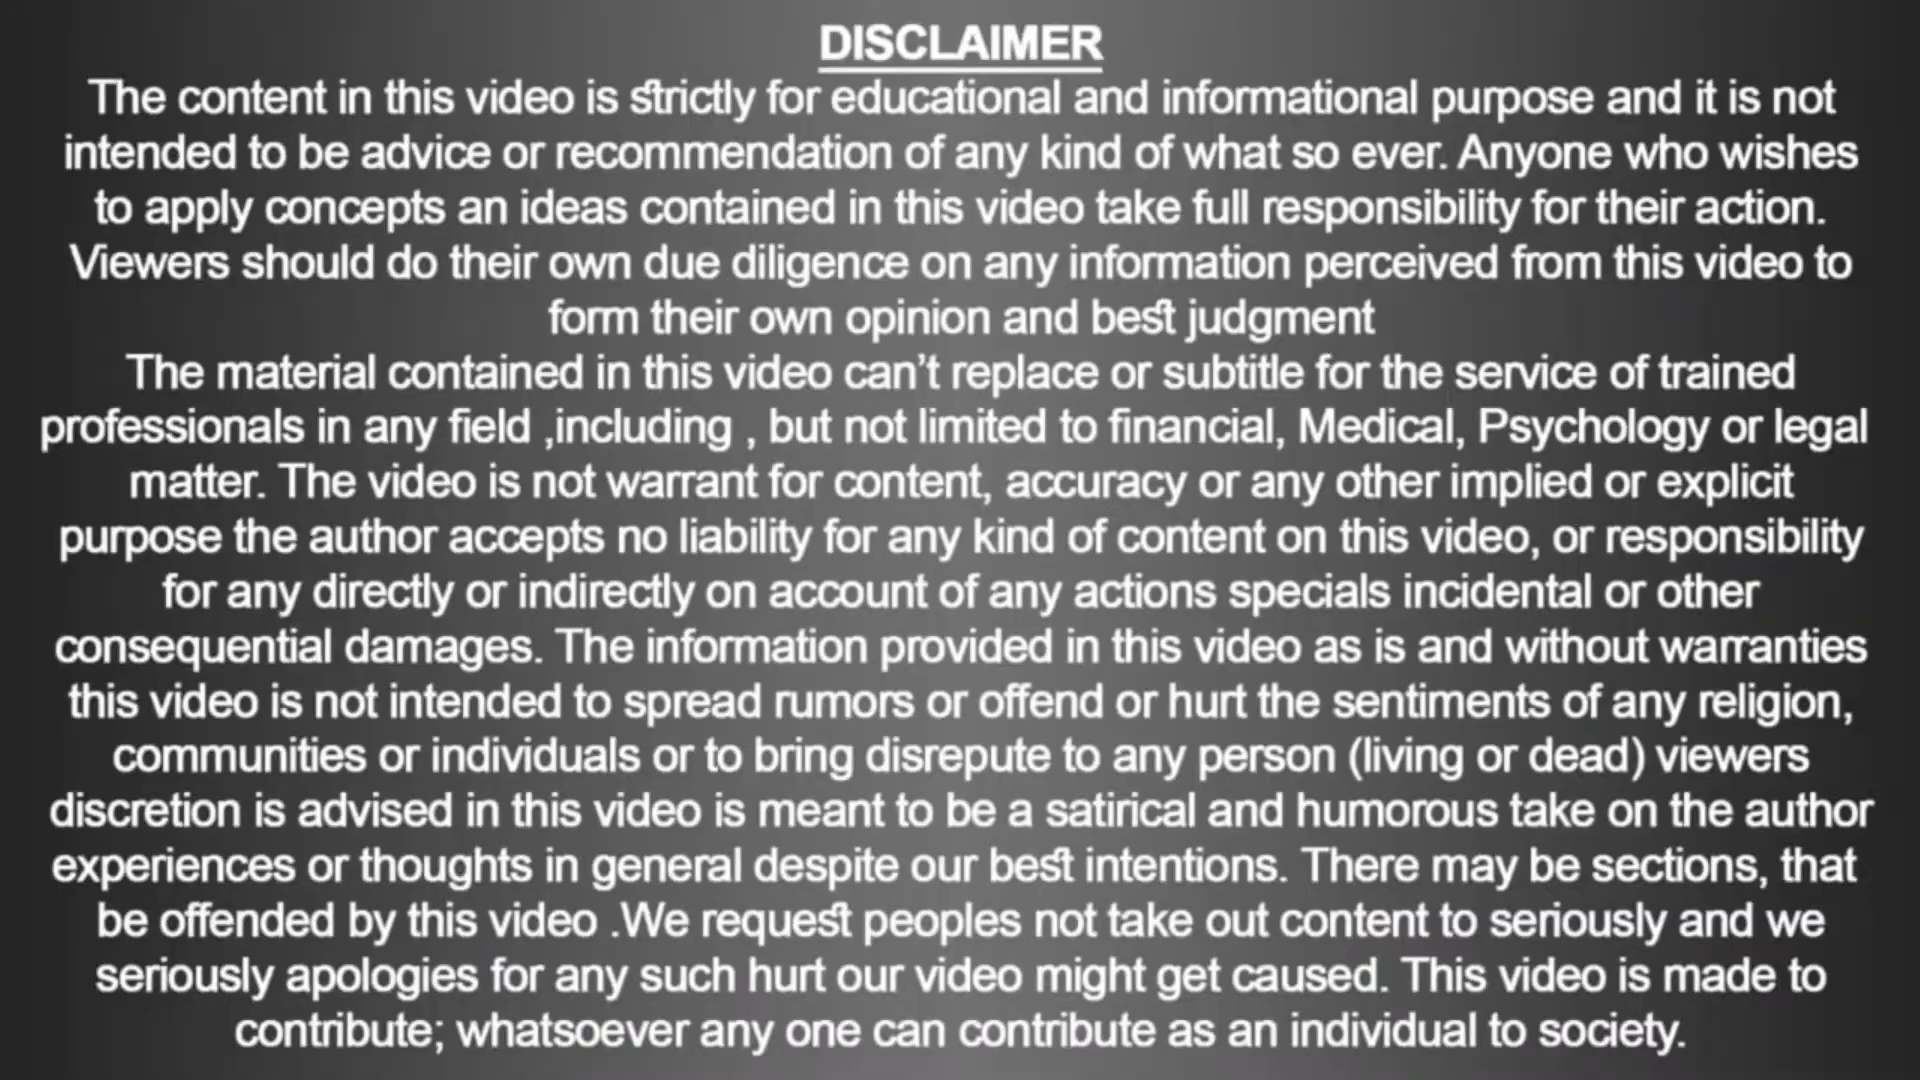 DISCLAIMER
The content in this video is strictly for educational and informational purpose and it is not
intended to be advice or recommendation of any kind of what so ever. Anyone who wishes
to apply concepts an ideas contained in this video take full responsibility for their action.
Viewers should do their own due diligence on any information perceived from this video to
form their own opinion and best judgment
The material contained in this video can't replace or subtitle for the service of trained
professionals in any field ,including , but not limited to financial, Medical, Psychology or legal
matter. The video is not warrant for content, accuracy or any other implied or explicit
purpose the author accepts no liability for any kind of content on this video, or responsibility
for any directly or indirectly on account of any actions specials incidental or other
consequential damages. The information provided in this video as is and without warranties
this video is not intended to spread rumors or offend or hurt the sentiments of any religion,
communities or individuals or to bring disrepute to any person (living or dead) viewers
discretion is advised in this video is meant to be a satirical and humorous take on the author
experiences or thoughts in general despite our best intentions. There may be sections, that
be offended by this video .We request peoples not take out content to seriously and we
seriously apologies for any such hurt our video might get caused. This video is made to
contribute; whatsoever any one can contribute as an individual to society.